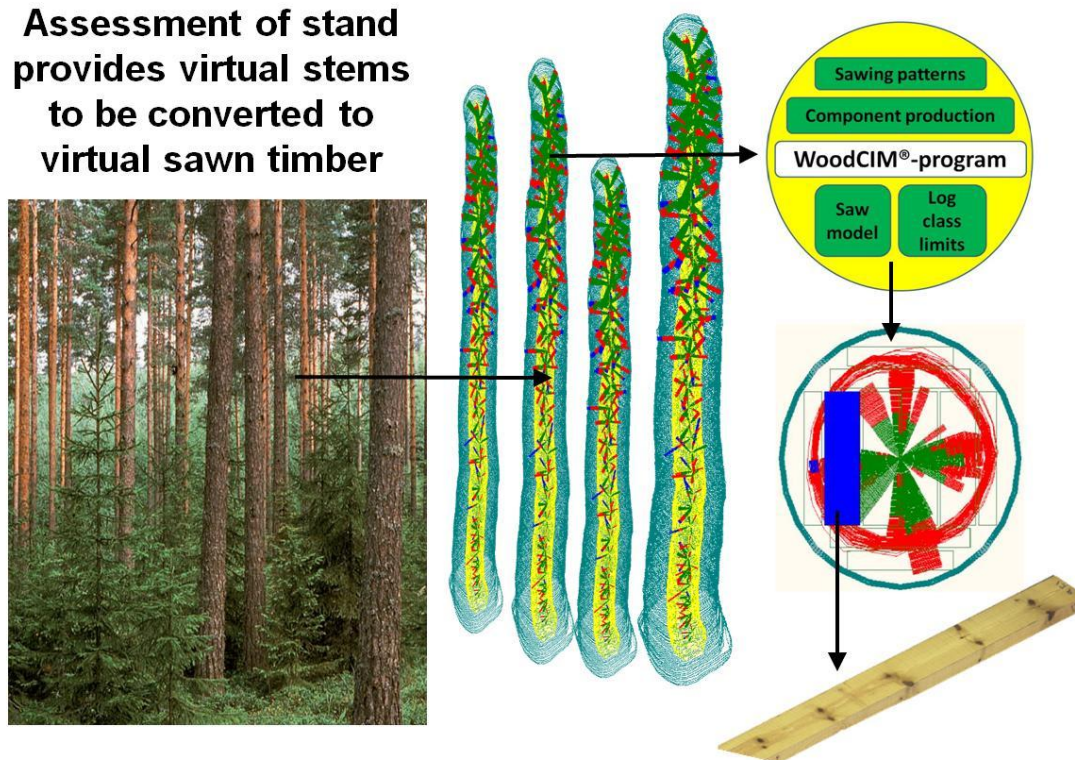 Assessment of stand
provides virtual stems
to be converted to
virtual sawn timber
Sawing patterns
Component production
WoodCIM®-program
Saw
model
Log
class
limits